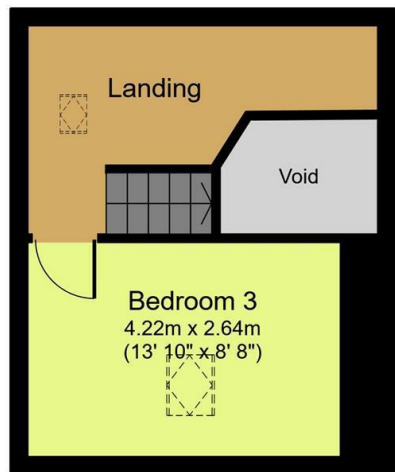 Landing
Void
Bedroom 3
4.22m x 2.64m
(13' 10" x 8' 8")